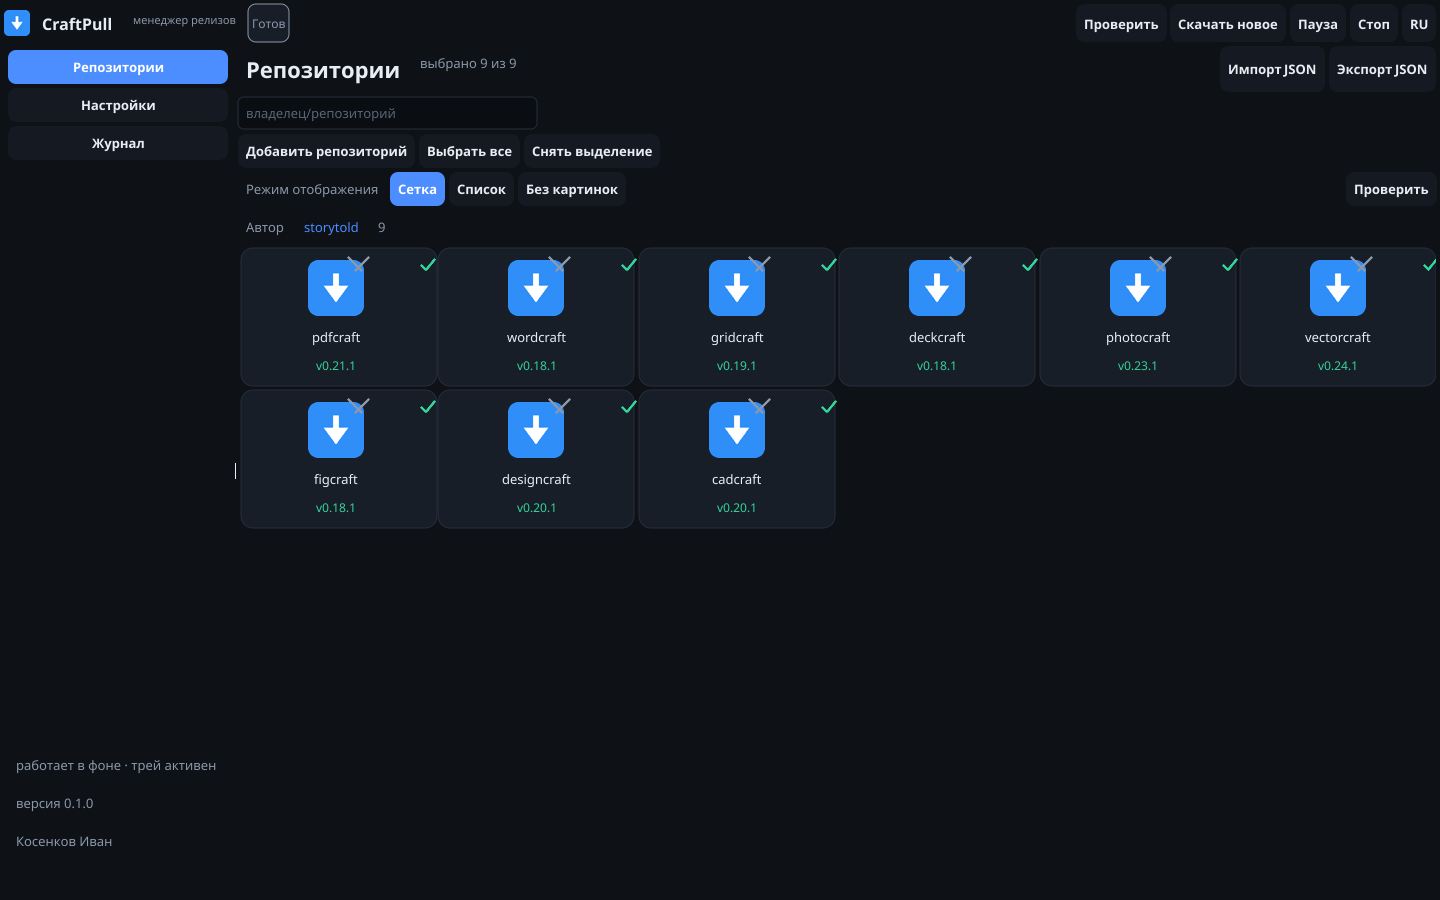 CraftPull
менеджер релизов
Готов
Проверить
Скачать новое
Пауза
Стоп
RU
Репозитории
Настройки
Журнал
Репозитории
выбрано 9 из 9
Импорт JSON
Экспорт JSON
владелец/репозиторий
Добавить репозиторий
Выбрать все
Снять выделение
Режим отображения
Сетка
Список
Без картинок
Проверить
Автор
storytold
9
pdfcraft
v0.21.1
wordcraft
v0.18.1
gridcraft
v0.19.1
deckcraft
v0.18.1
photocraft
v0.23.1
vectorcraft
v0.24.1
figcraft
v0.18.1
designcraft
v0.20.1
cadcraft
v0.20.1
работает в фоне · трей активен
версия 0.1.0
Косенков Иван